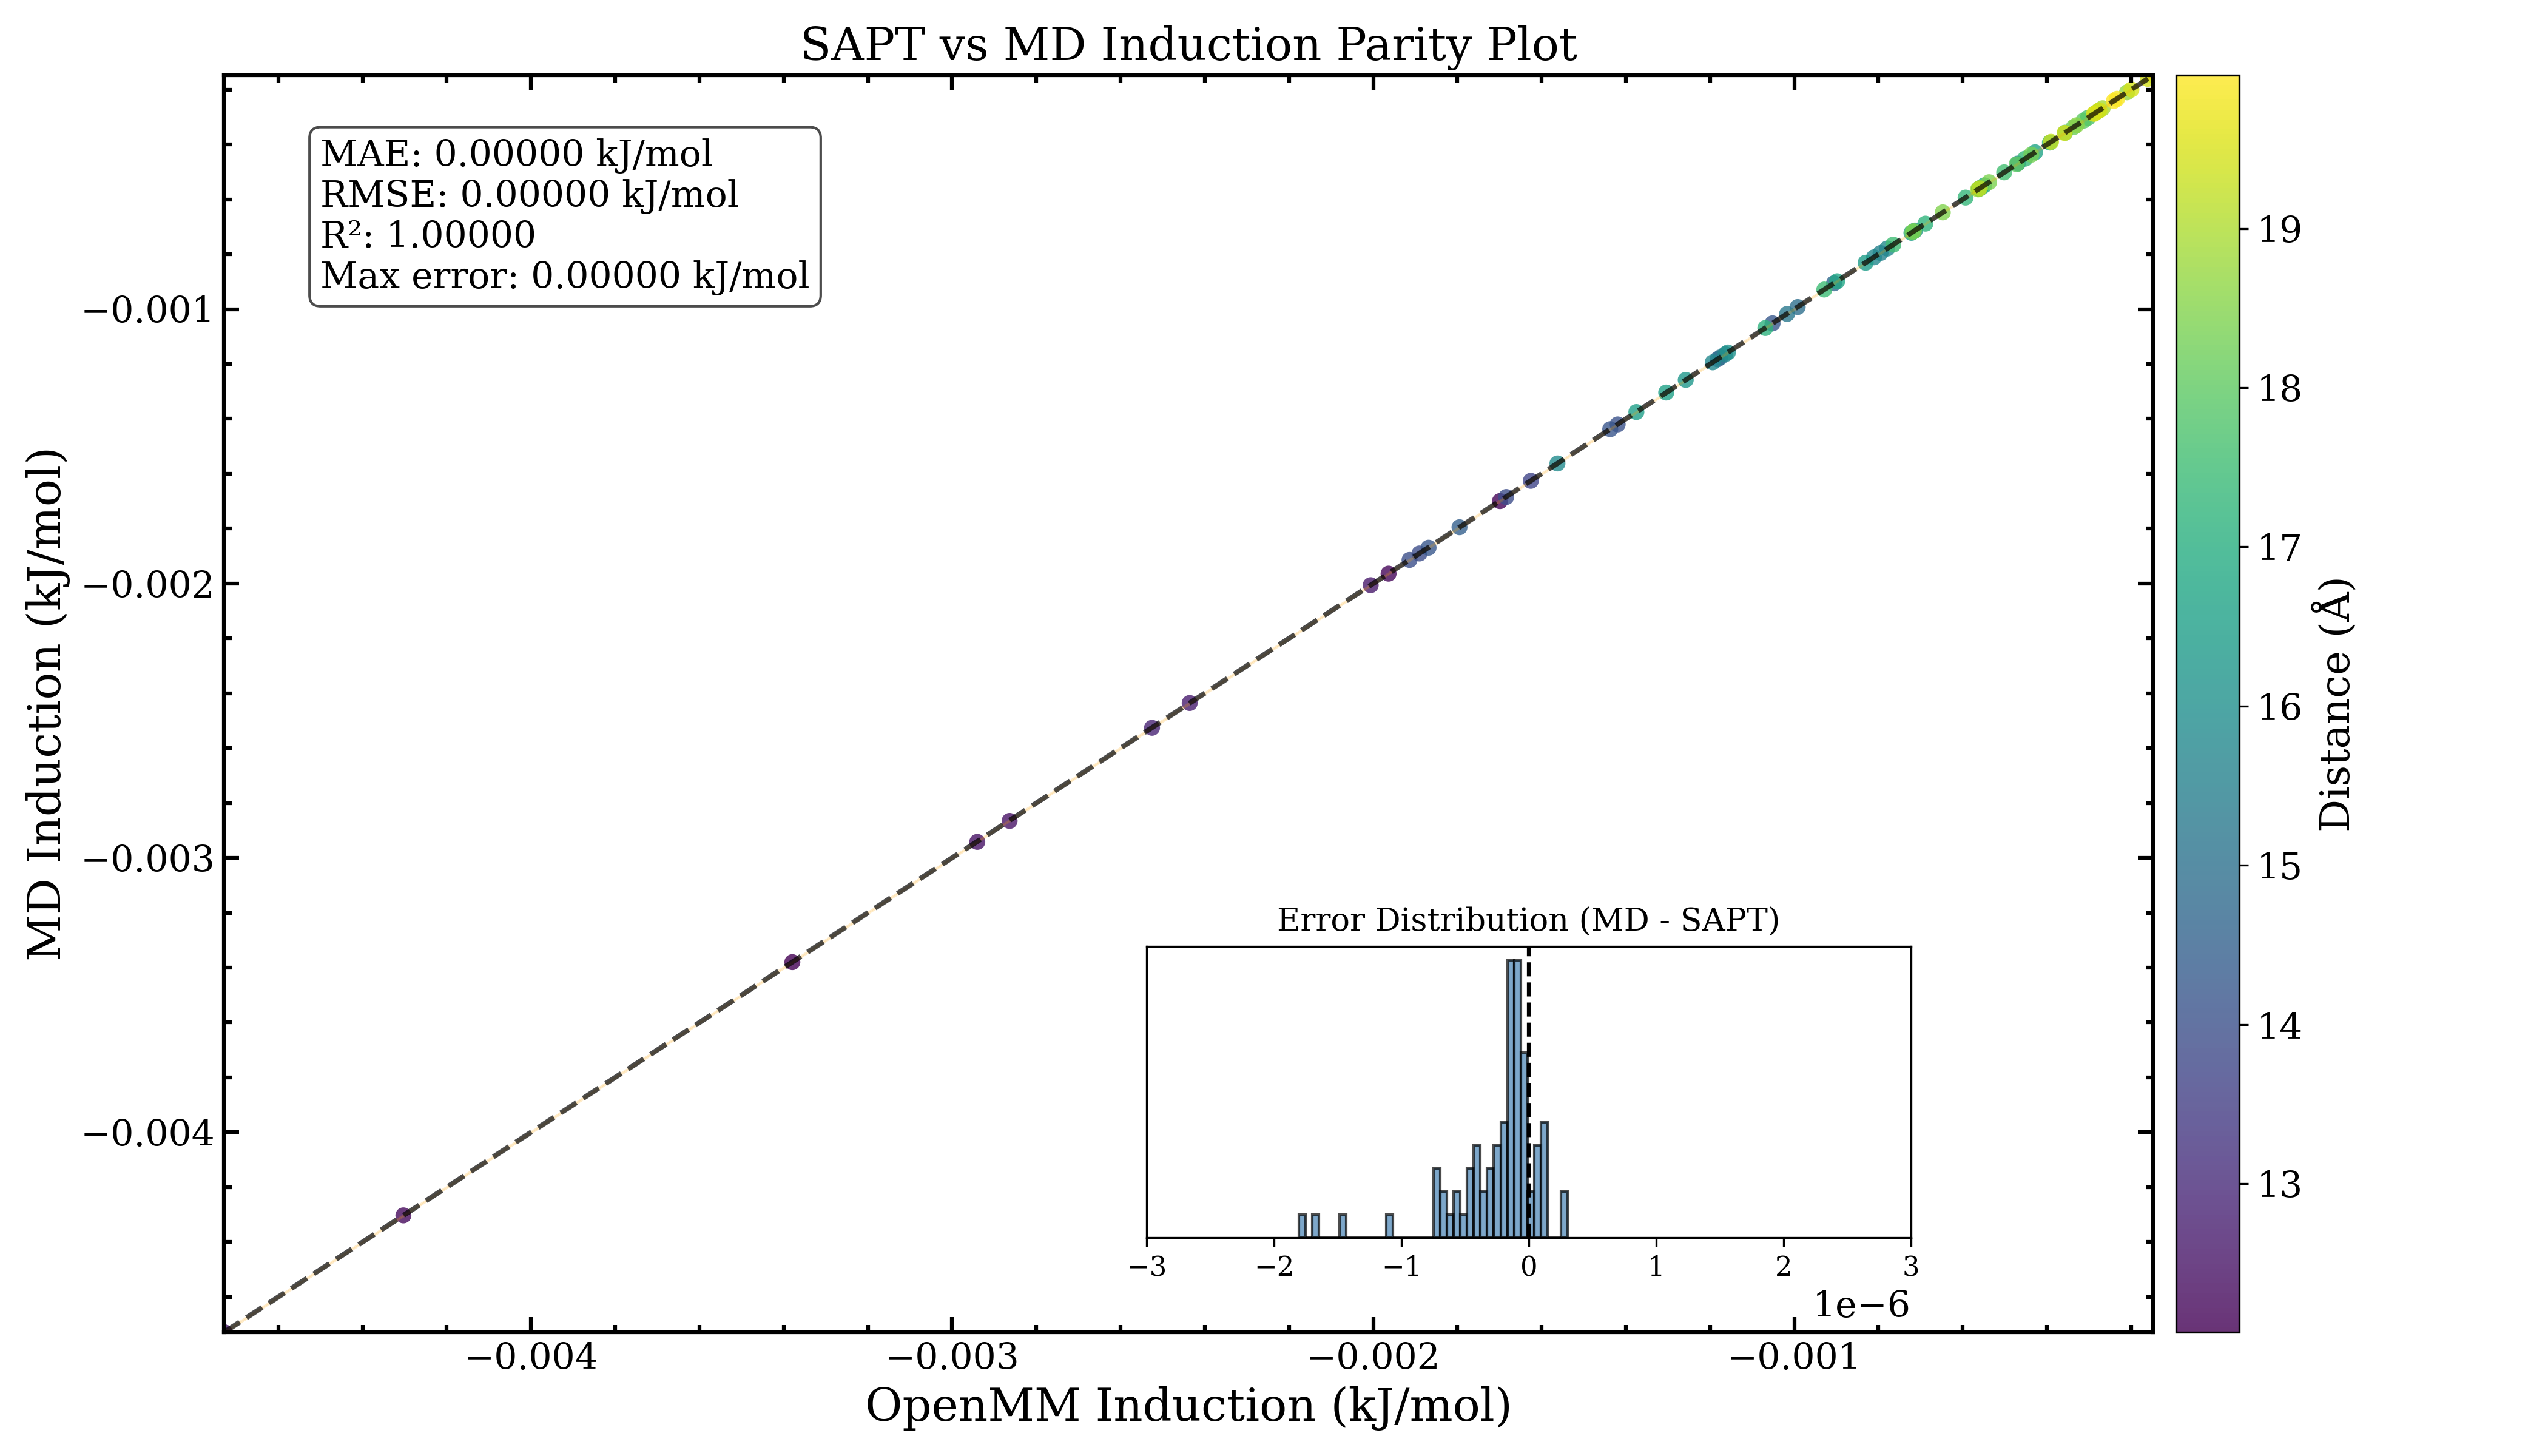 SAPT vs MD Induction Parity Plot
MAE: 0.00000 kJ/mol
RMSE: 0.00000 kJ/mol
R²: 1.00000
Max error: 0.00000 kJ/mol
MD Induction (kJ/mol)
−0.001
−0.002
−0.003
−0.004
Error Distribution (MD - SAPT)
−3
−2
−1
0
1
2
3
1e−6
−0.004
−0.003
−0.002
−0.001
OpenMM Induction (kJ/mol)
19
18
17
16
15
14
13
Distance (Å)